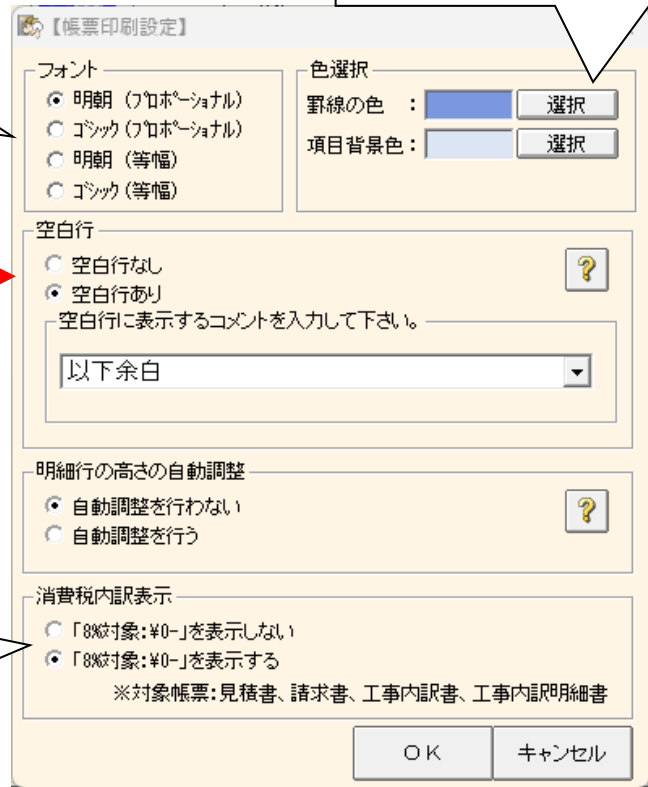 【帳票印刷設定】
フォント
明朝 (ﾌﾟﾛﾎﾟｰｼｮﾅﾙ)
ｺﾞｼｯｸ (ﾌﾟﾛﾎﾟｰｼｮﾅﾙ)
明朝 (等幅)
ｺﾞｼｯｸ (等幅)
色選択
罫線の色 : 選択
項目背景色: 選択
空白行
空白行なし
空白行あり
空白行に表示するコメントを入力して下さい。
以下余白
明細行の高さの自動調整
自動調整を行わない
自動調整を行う
消費税内訳表示
「8%対象:¥0-」を表示しない
「8%対象:¥0-」を表示する
※対象帳票:見積書、請求書、工事内訳書、工事内訳明細書
OK キャンセル